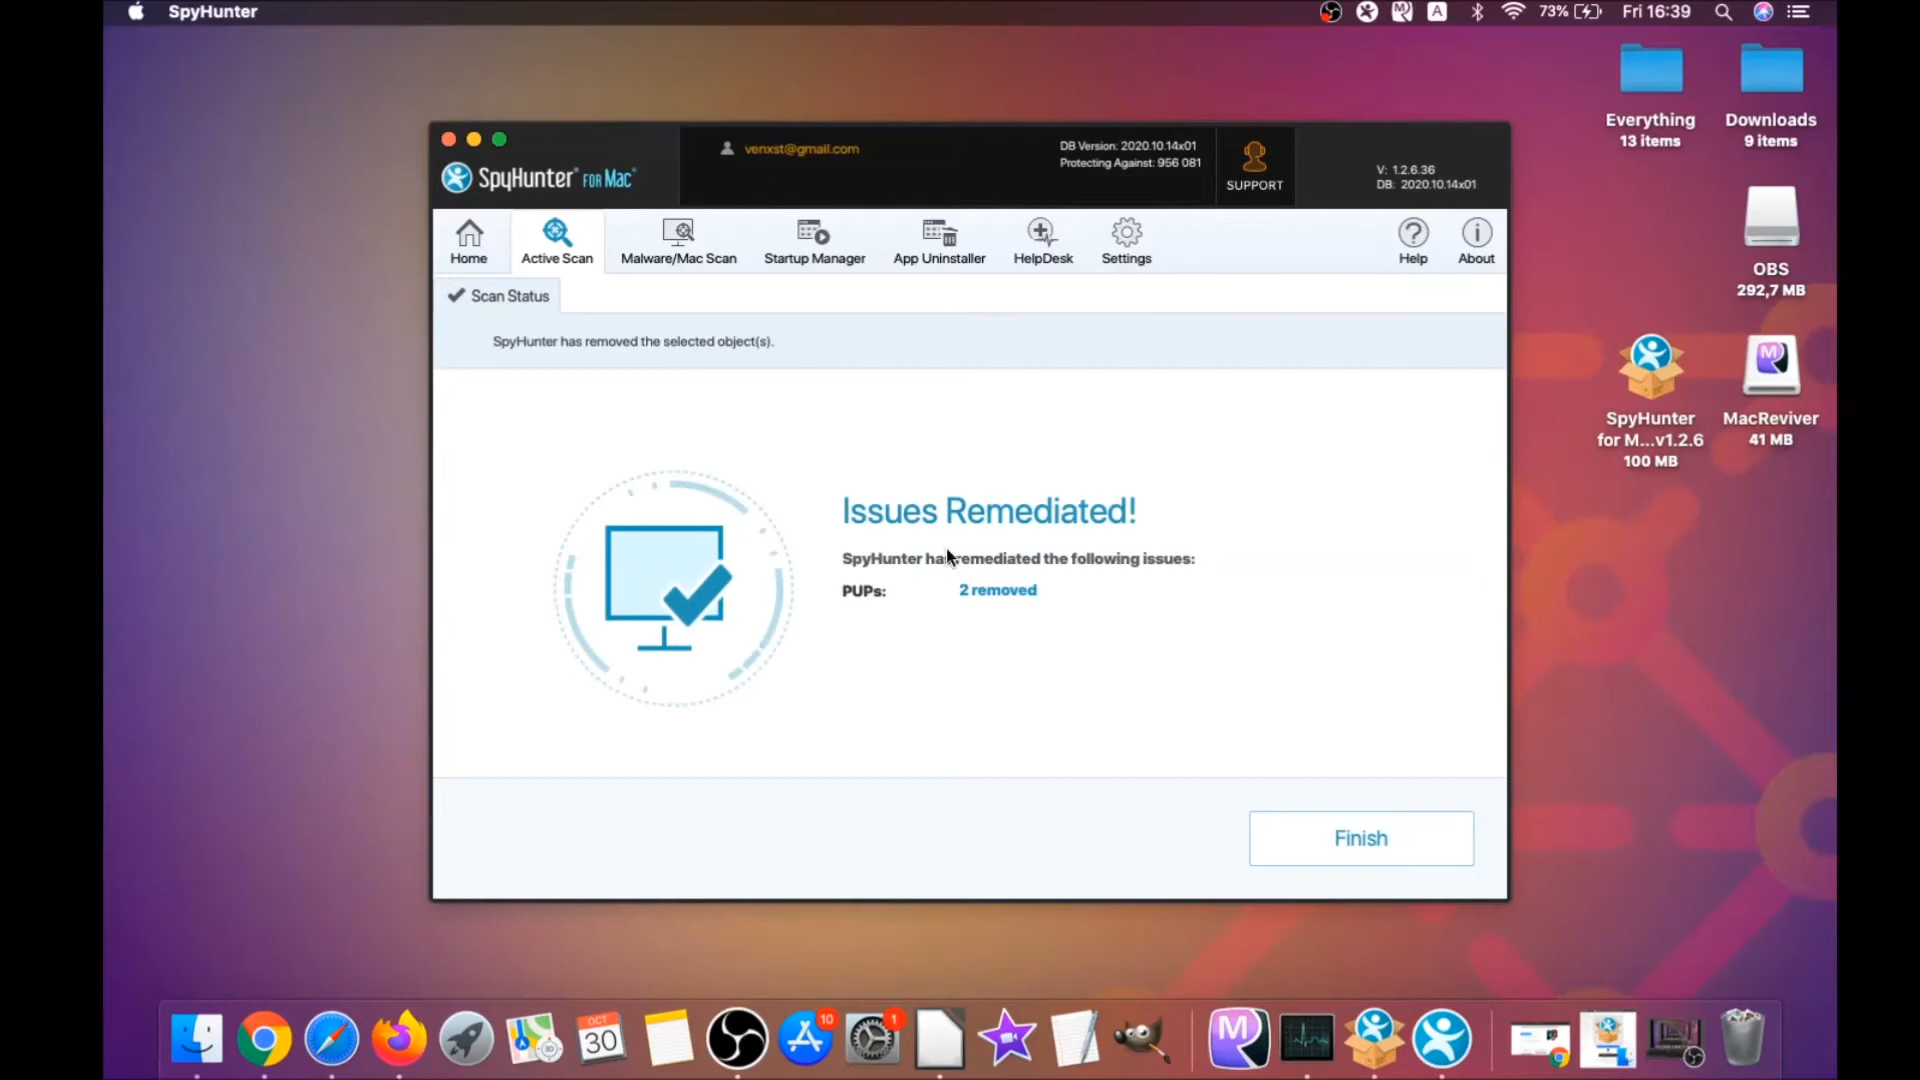 SpyHunter
A
73%
Fri 16:39
Everything
13 items
Downloads
9 items
OBS
292,7 MB
SpyHunter
for M...v1.2.6
100 MB
MacReviver
41 MB
venxst@gmail.com
DB Version: 2020.10.14x01
Protecting Against: 956 081
SUPPORT
V: 1.2.6.36
DB: 2020.10.14x01
SpyHunter® FOR Mac®
Home
Active Scan
Malware/Mac Scan
Startup Manager
App Uninstaller
HelpDesk
Settings
Help
About
Scan Status
SpyHunter has removed the selected object(s).
Issues Remediated!
SpyHunter has remediated the following issues:
PUPs: 2 removed
Finish
OCT
30
10
1